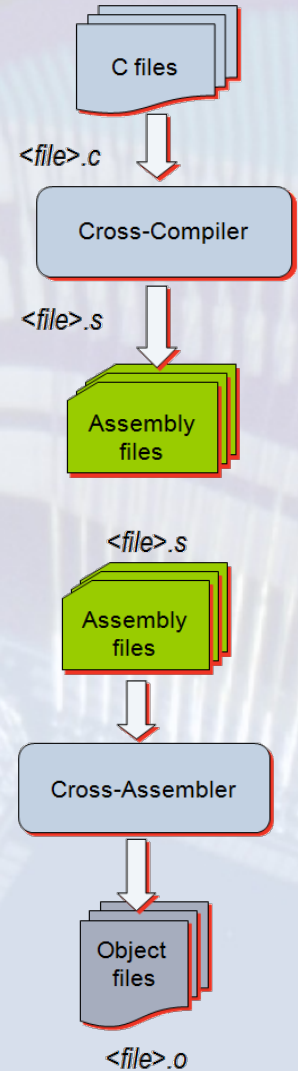 C files
<file>.c
Cross-Compiler
<file>.s
Assembly
files
<file>.s
Assembly
files
Cross-Assembler
Object
files
<file>.o